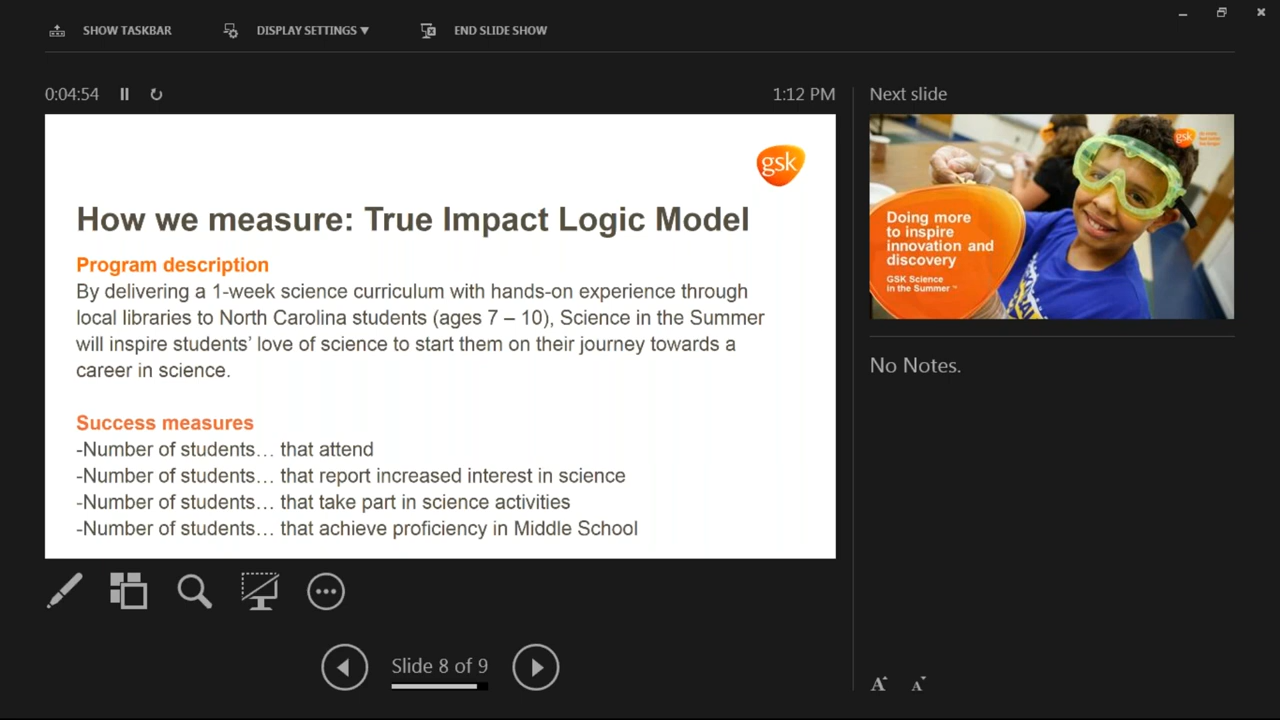 SHOW TASKBAR
DISPLAY SETTINGS ▼
END SLIDE SHOW
0:04:54
1:12 PM
gsk
How we measure: True Impact Logic Model
Program description
By delivering a 1-week science curriculum with hands-on experience through
local libraries to North Carolina students (ages 7 – 10), Science in the Summer
will inspire students’ love of science to start them on their journey towards a
career in science.
Success measures
-Number of students… that attend
-Number of students… that report increased interest in science
-Number of students… that take part in science activities
-Number of students… that achieve proficiency in Middle School
Slide 8 of 9
Next slide
gsk
Doing more
to inspire
innovation and
discovery
GSK Science
in the Summer ™
No Notes.
A
A